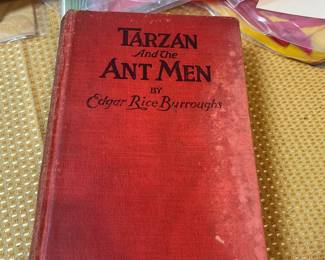 TARZAN
And the
ANT MEN
BY
Edgar Rice Burroughs